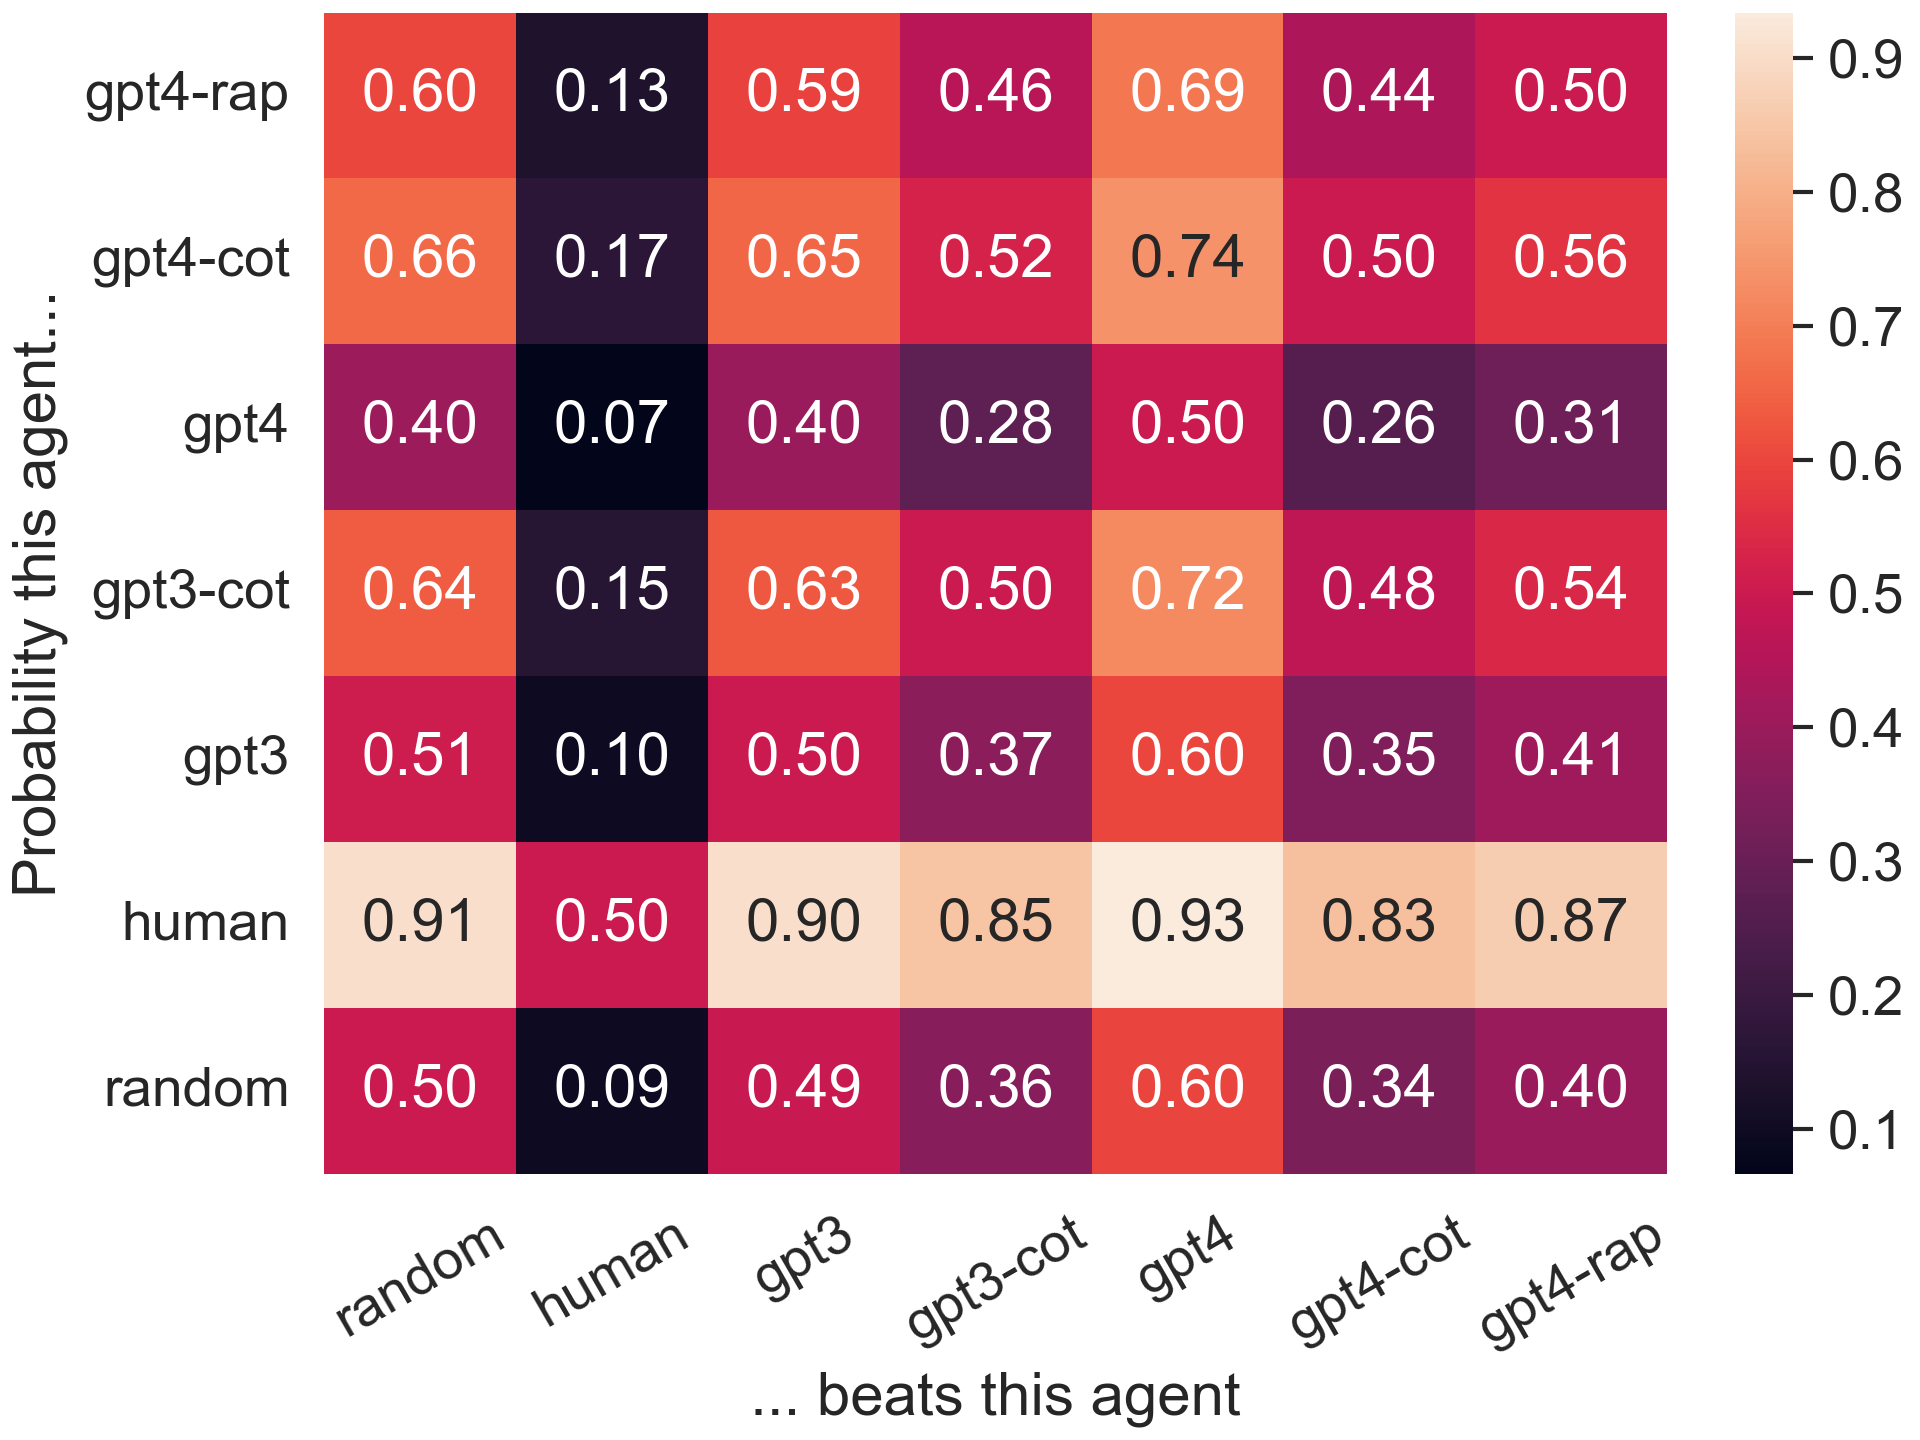 Probability this agent...
gpt4-rap 0.60 0.13 0.59 0.46 0.69 0.44 0.50
gpt4-cot 0.66 0.17 0.65 0.52 0.74 0.50 0.56
gpt4 0.40 0.07 0.40 0.28 0.50 0.26 0.31
gpt3-cot 0.64 0.15 0.63 0.50 0.72 0.48 0.54
gpt3 0.51 0.10 0.50 0.37 0.60 0.35 0.41
human 0.91 0.50 0.90 0.85 0.93 0.83 0.87
random 0.50 0.09 0.49 0.36 0.60 0.34 0.40
random human gpt3 gpt3-cot gpt4 gpt4-cot gpt4-rap
... beats this agent
0.9
0.8
0.7
0.6
0.5
0.4
0.3
0.2
0.1